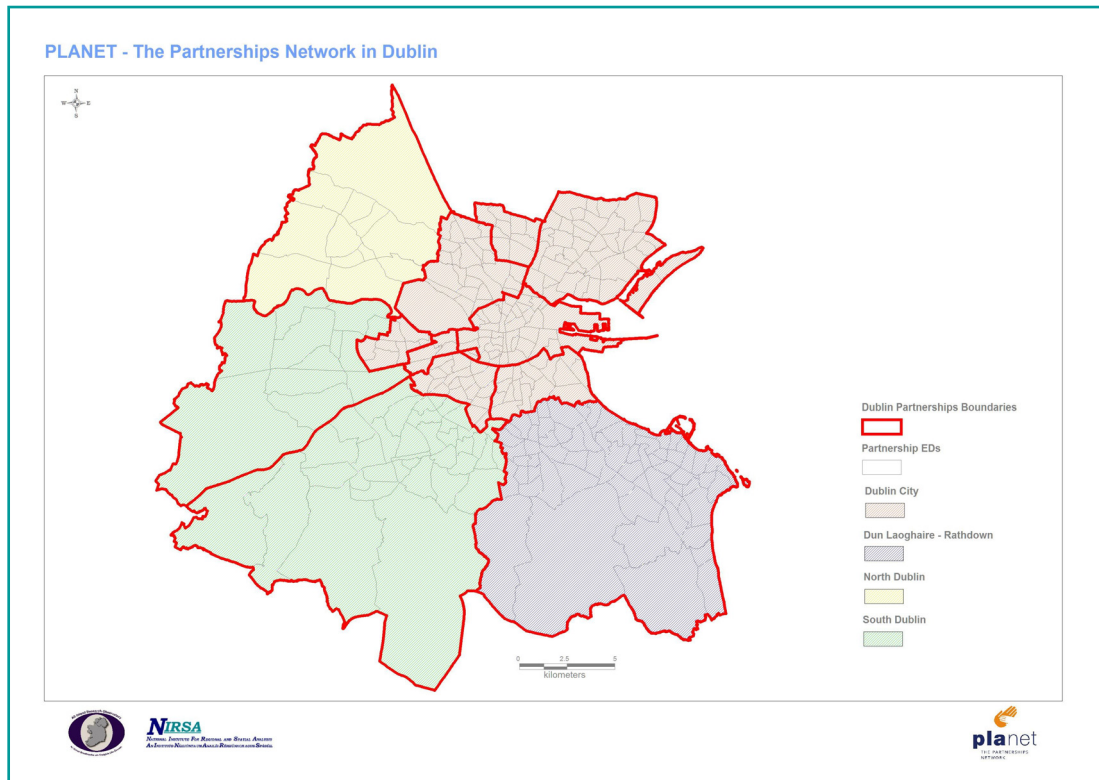 PLANET - The Partnerships Network in Dublin
N
W E
S
Dublin Partnerships Boundaries
Partnership EDs
Dublin City
Dun Laoghaire - Rathdown
North Dublin
South Dublin
0 2.5 5
kilometers
NIRSA
NATIONAL INSTITUTE FOR REGIONAL AND SPATIAL ANALYSIS
planet
THE PARTNERSHIPS
NETWORK